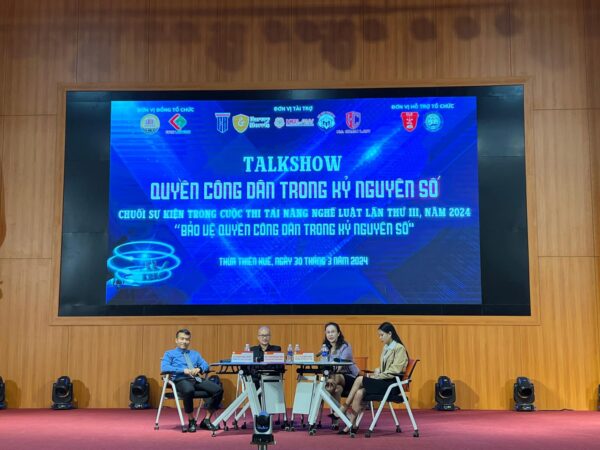 ĐƠN VỊ ĐỒNG TỔ CHỨC ĐƠN VỊ TÀI TRỢ ĐƠN VỊ HỖ TRỢ TỔ CHỨC
TALKSHOW
QUYỀN CÔNG DÂN TRONG KỶ NGUYÊN SỐ
CHUỖI SỰ KIỆN TRONG CUỘC THI TÀI NĂNG NGHỀ LUẬT LẦN THỨ III, NĂM 2024
"BẢO VỆ QUYỀN CÔNG DÂN TRONG KỶ NGUYÊN SỐ"
THỪA THIÊN HUẾ, NGÀY 30 THÁNG 3 NĂM 2024